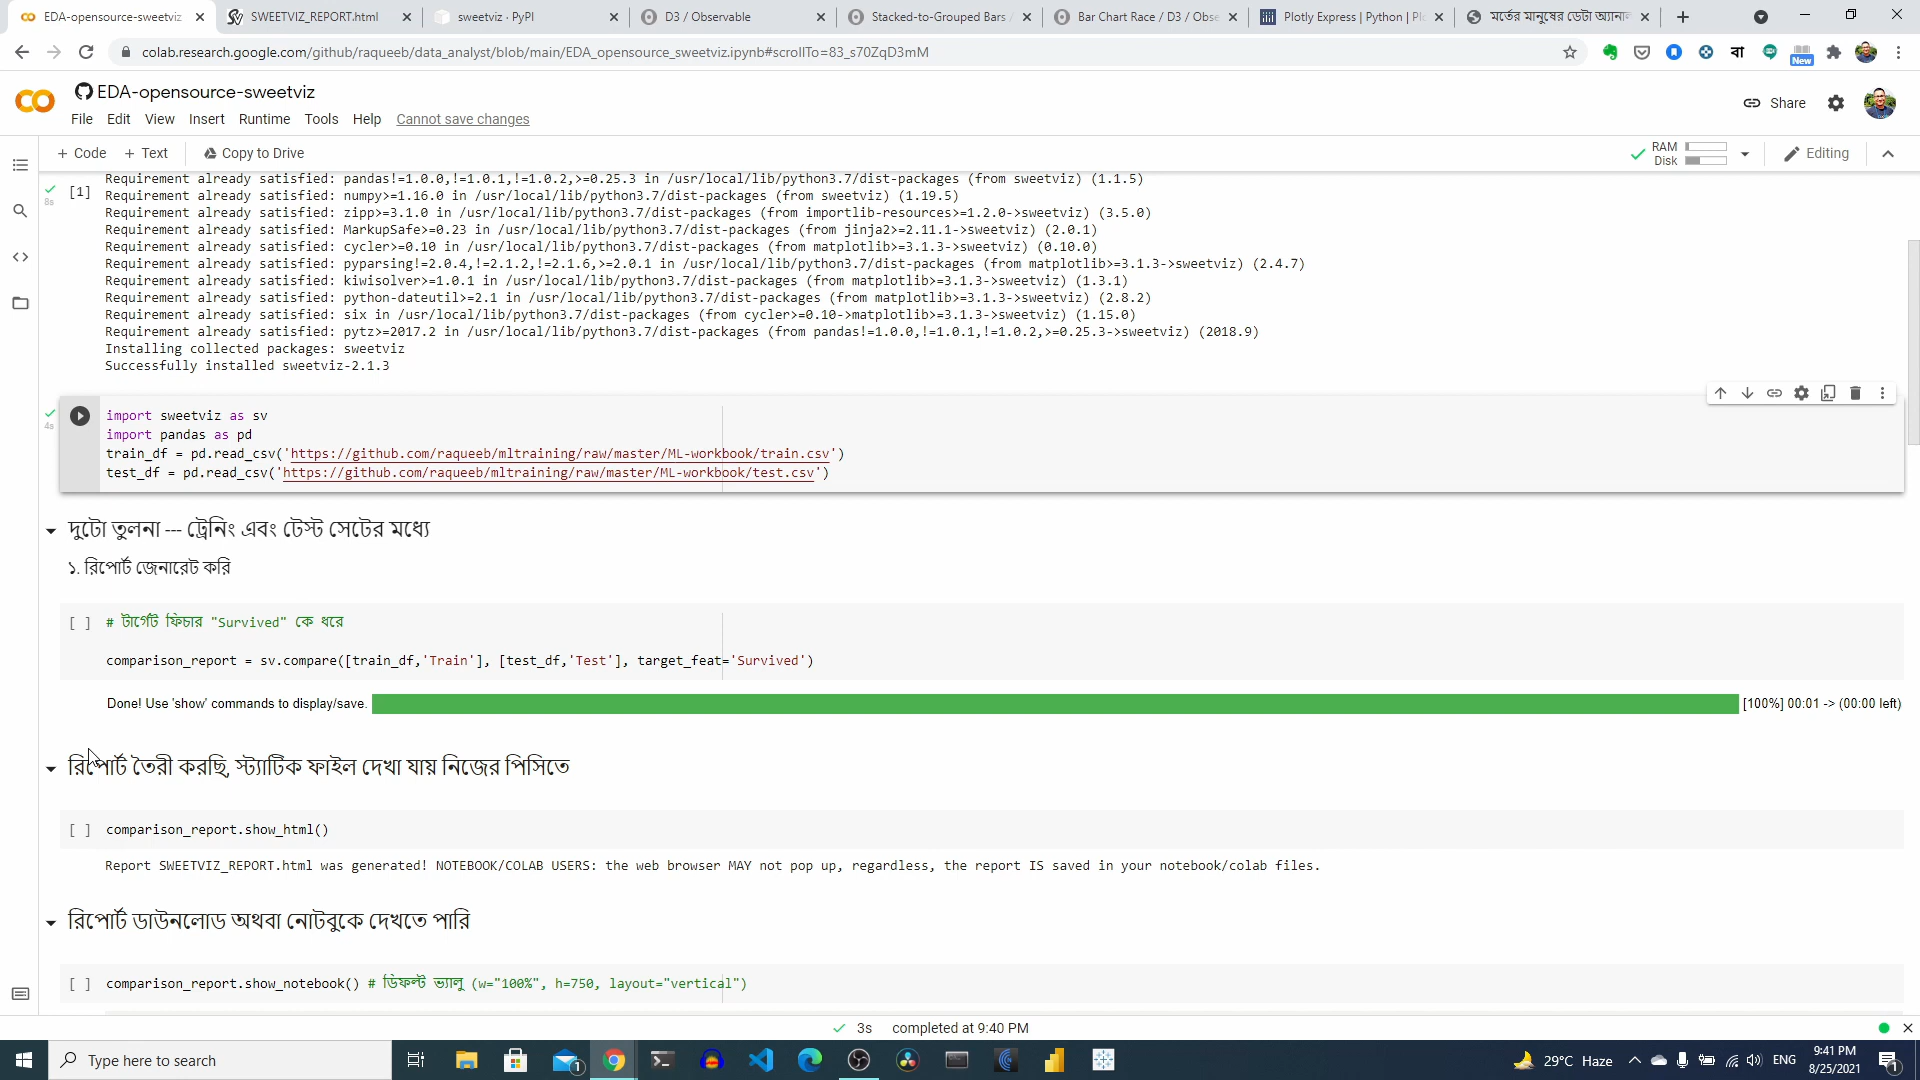 EDA-opensource-sweetviz
SWEETVIZ_REPORT.html
sweetviz · PyPI
D3 / Observable
Stacked-to-Grouped Bars /
Bar Chart Race / D3 / Obse
Plotly Express | Python | Plo
মর্তের মানুষের ডেটা অ্যানাল
colab.research.google.com/github/raqueeb/data_analyst/blob/main/EDA_opensource_sweetviz.ipynb#scrollTo=83_s70ZqD3mM
বা
New
EDA-opensource-sweetviz
File Edit View Insert Runtime Tools Help Cannot save changes
Share
+ Code + Text Copy to Drive
RAM
Disk
Editing
[1] Requirement already satisfied: pandas!=1.0.0,!=1.0.1,!=1.0.2,>=0.25.3 in /usr/local/lib/python3.7/dist-packages (from sweetviz) (1.1.5)
8s
Requirement already satisfied: numpy>=1.16.0 in /usr/local/lib/python3.7/dist-packages (from sweetviz) (1.19.5)
Requirement already satisfied: zipp>=3.1.0 in /usr/local/lib/python3.7/dist-packages (from importlib-resources>=1.2.0->sweetviz) (3.5.0)
Requirement already satisfied: MarkupSafe>=0.23 in /usr/local/lib/python3.7/dist-packages (from jinja2>=2.11.1->sweetviz) (2.0.1)
Requirement already satisfied: cycler>=0.10 in /usr/local/lib/python3.7/dist-packages (from matplotlib>=3.1.3->sweetviz) (0.10.0)
Requirement already satisfied: pyparsing!=2.0.4,!=2.1.2,!=2.1.6,>=2.0.1 in /usr/local/lib/python3.7/dist-packages (from matplotlib>=3.1.3->sweetviz) (2.4.7)
Requirement already satisfied: kiwisolver>=1.0.1 in /usr/local/lib/python3.7/dist-packages (from matplotlib>=3.1.3->sweetviz) (1.3.1)
Requirement already satisfied: python-dateutil>=2.1 in /usr/local/lib/python3.7/dist-packages (from matplotlib>=3.1.3->sweetviz) (2.8.2)
Requirement already satisfied: six in /usr/local/lib/python3.7/dist-packages (from cycler>=0.10->matplotlib>=3.1.3->sweetviz) (1.15.0)
Requirement already satisfied: pytz>=2017.2 in /usr/local/lib/python3.7/dist-packages (from pandas!=1.0.0,!=1.0.1,!=1.0.2,>=0.25.3->sweetviz) (2018.9)
Installing collected packages: sweetviz
Successfully installed sweetviz-2.1.3
4s
import sweetviz as sv
import pandas as pd
train_df = pd.read_csv('https://github.com/raqueeb/mltraining/raw/master/ML-workbook/train.csv')
test_df = pd.read_csv('https://github.com/raqueeb/mltraining/raw/master/ML-workbook/test.csv')
দুটো তুলনা --- ট্রেনিং এবং টেস্ট সেটের মধ্যে
১. রিপোর্ট জেনারেট করি
[ ] # টার্গেট ফিচার "Survived" কে ধরে
comparison_report = sv.compare([train_df,'Train'], [test_df,'Test'], target_feat='Survived')
Done! Use 'show' commands to display/save. [100%] 00:01 -> (00:00 left)
রিপোর্ট তৈরী করছি, স্ট্যাটিক ফাইল দেখা যায় নিজের পিসিতে
[ ] comparison_report.show_html()
Report SWEETVIZ_REPORT.html was generated! NOTEBOOK/COLAB USERS: the web browser MAY not pop up, regardless, the report IS saved in your notebook/colab files.
রিপোর্ট ডাউনলোড অথবা নোটবুকে দেখতে পারি
[ ] comparison_report.show_notebook() # ডিফল্ট ভ্যালু (w="100%", h=750, layout="vertical")
3s completed at 9:40 PM
Type here to search
1
29°C Haze
ENG
9:41 PM
8/25/2021
1